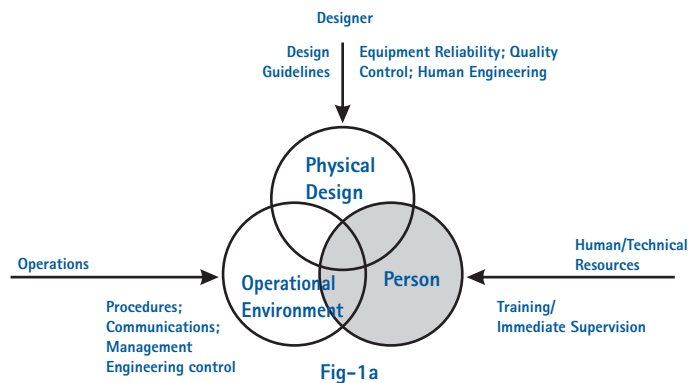 Designer
Design
Guidelines
Equipment Reliability; Quality
Control; Human Engineering
Physical
Design
Operations
Operational
Environment
Person
Human/Technical
Resources
Procedures;
Communications;
Management
Engineering control
Training/
Immediate Supervision
Fig-1a